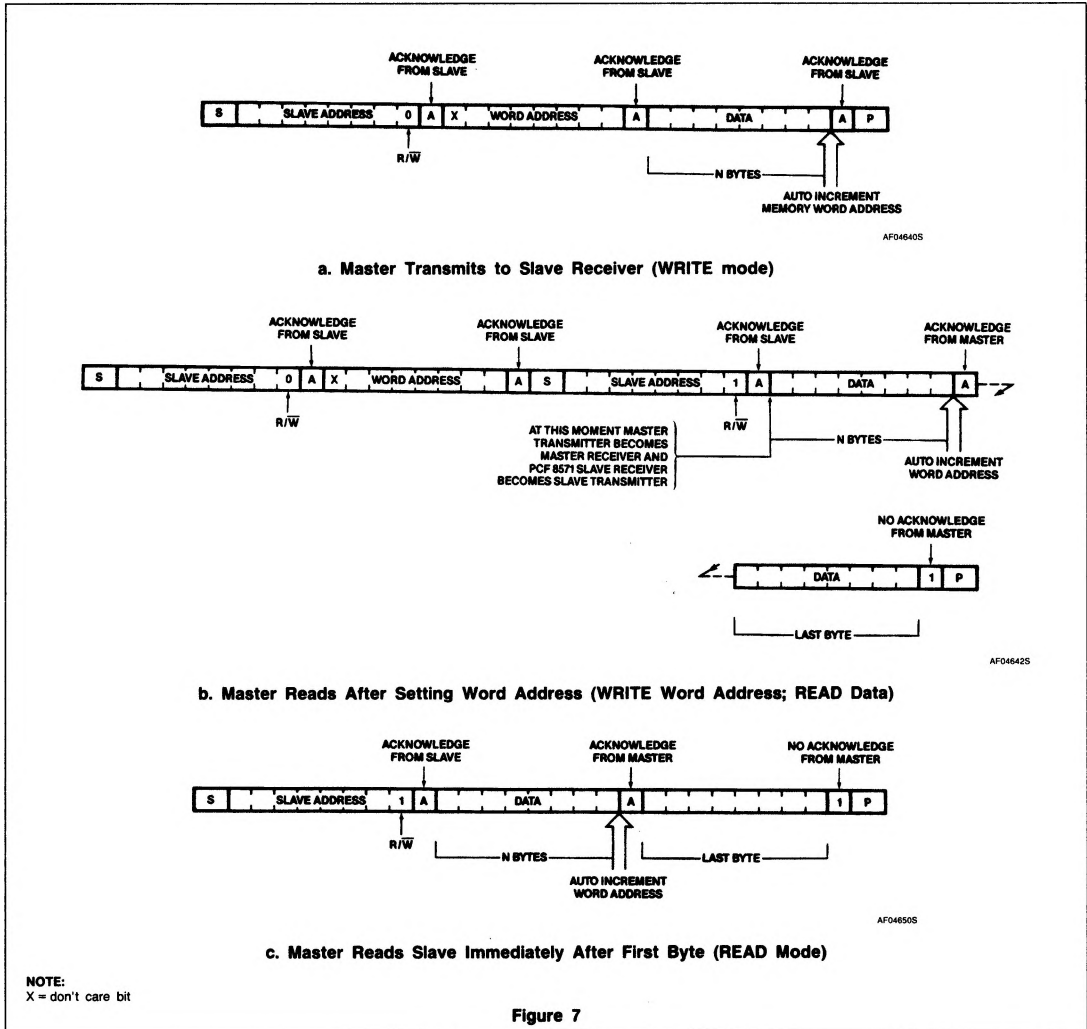 ACKNOWLEDGE FROM SLAVE
ACKNOWLEDGE FROM SLAVE
ACKNOWLEDGE FROM SLAVE
S SLAVE ADDRESS 0 A X WORD ADDRESS A DATA A P
R/W̅
N BYTES
AUTO INCREMENT
MEMORY WORD ADDRESS
AF04640S
a. Master Transmits to Slave Receiver (WRITE mode)
ACKNOWLEDGE FROM SLAVE
ACKNOWLEDGE FROM SLAVE
ACKNOWLEDGE FROM SLAVE
ACKNOWLEDGE FROM MASTER
S SLAVE ADDRESS 0 A X WORD ADDRESS A S SLAVE ADDRESS 1 A DATA A
R/W̅ R/W̅
AT THIS MOMENT MASTER
TRANSMITTER BECOMES
MASTER RECEIVER AND
PCF 8571 SLAVE RECEIVER
BECOMES SLAVE TRANSMITTER
N BYTES
AUTO INCREMENT
WORD ADDRESS
NO ACKNOWLEDGE
FROM MASTER
DATA 1 P
LAST BYTE
AF04642S
b. Master Reads After Setting Word Address (WRITE Word Address; READ Data)
ACKNOWLEDGE FROM SLAVE
ACKNOWLEDGE FROM MASTER
NO ACKNOWLEDGE FROM MASTER
S SLAVE ADDRESS 1 A DATA A 1 P
R/W̅
N BYTES
LAST BYTE
AUTO INCREMENT
WORD ADDRESS
AF04650S
c. Master Reads Slave Immediately After First Byte (READ Mode)
NOTE:
X = don't care bit
Figure 7